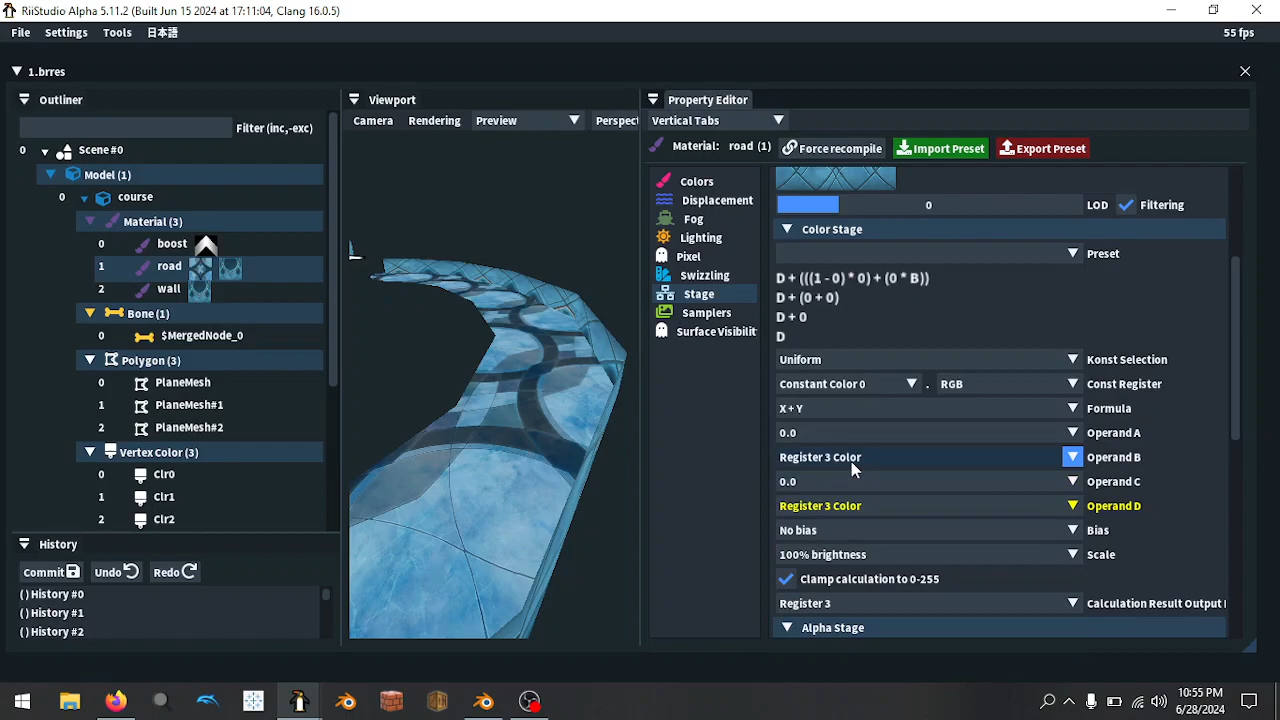 RiiStudio Alpha 5.11.2 (Built Jun 15 2024 at 17:11:04, Clang 16.0.5)
File Settings Tools 日本語 55 fps
1.brres
Outliner
Filter (inc,-exc)
0 Scene #0
Model (1)
0 course
Material (3)
0 boost
1 road
2 wall
Bone (1)
0 $MergedNode_0
Polygon (3)
0 PlaneMesh
1 PlaneMesh#1
2 PlaneMesh#2
Vertex Color (3)
0 Clr0
1 Clr1
2 Clr2
History
Commit Undo Redo
( ) History #0
( ) History #1
( ) History #2
Viewport
Camera Rendering Preview Perspect
Property Editor
Vertical Tabs
Material: road (1) Force recompile Import Preset Export Preset
Colors
Displacement
Fog
Lighting
Pixel
Swizzling
Stage
Samplers
Surface Visibilit
0 LOD Filtering
Color Stage
Preset
D + (((1 - 0) * 0) + (0 * B))
D + (0 + 0)
D + 0
D
Uniform Konst Selection
Constant Color 0 . RGB Const Register
X + Y Formula
0.0 Operand A
Register 3 Color Operand B
0.0 Operand C
Register 3 Color Operand D
No bias Bias
100% brightness Scale
Clamp calculation to 0-255
Register 3 Calculation Result Output
Alpha Stage
10:55 PM
6/28/2024